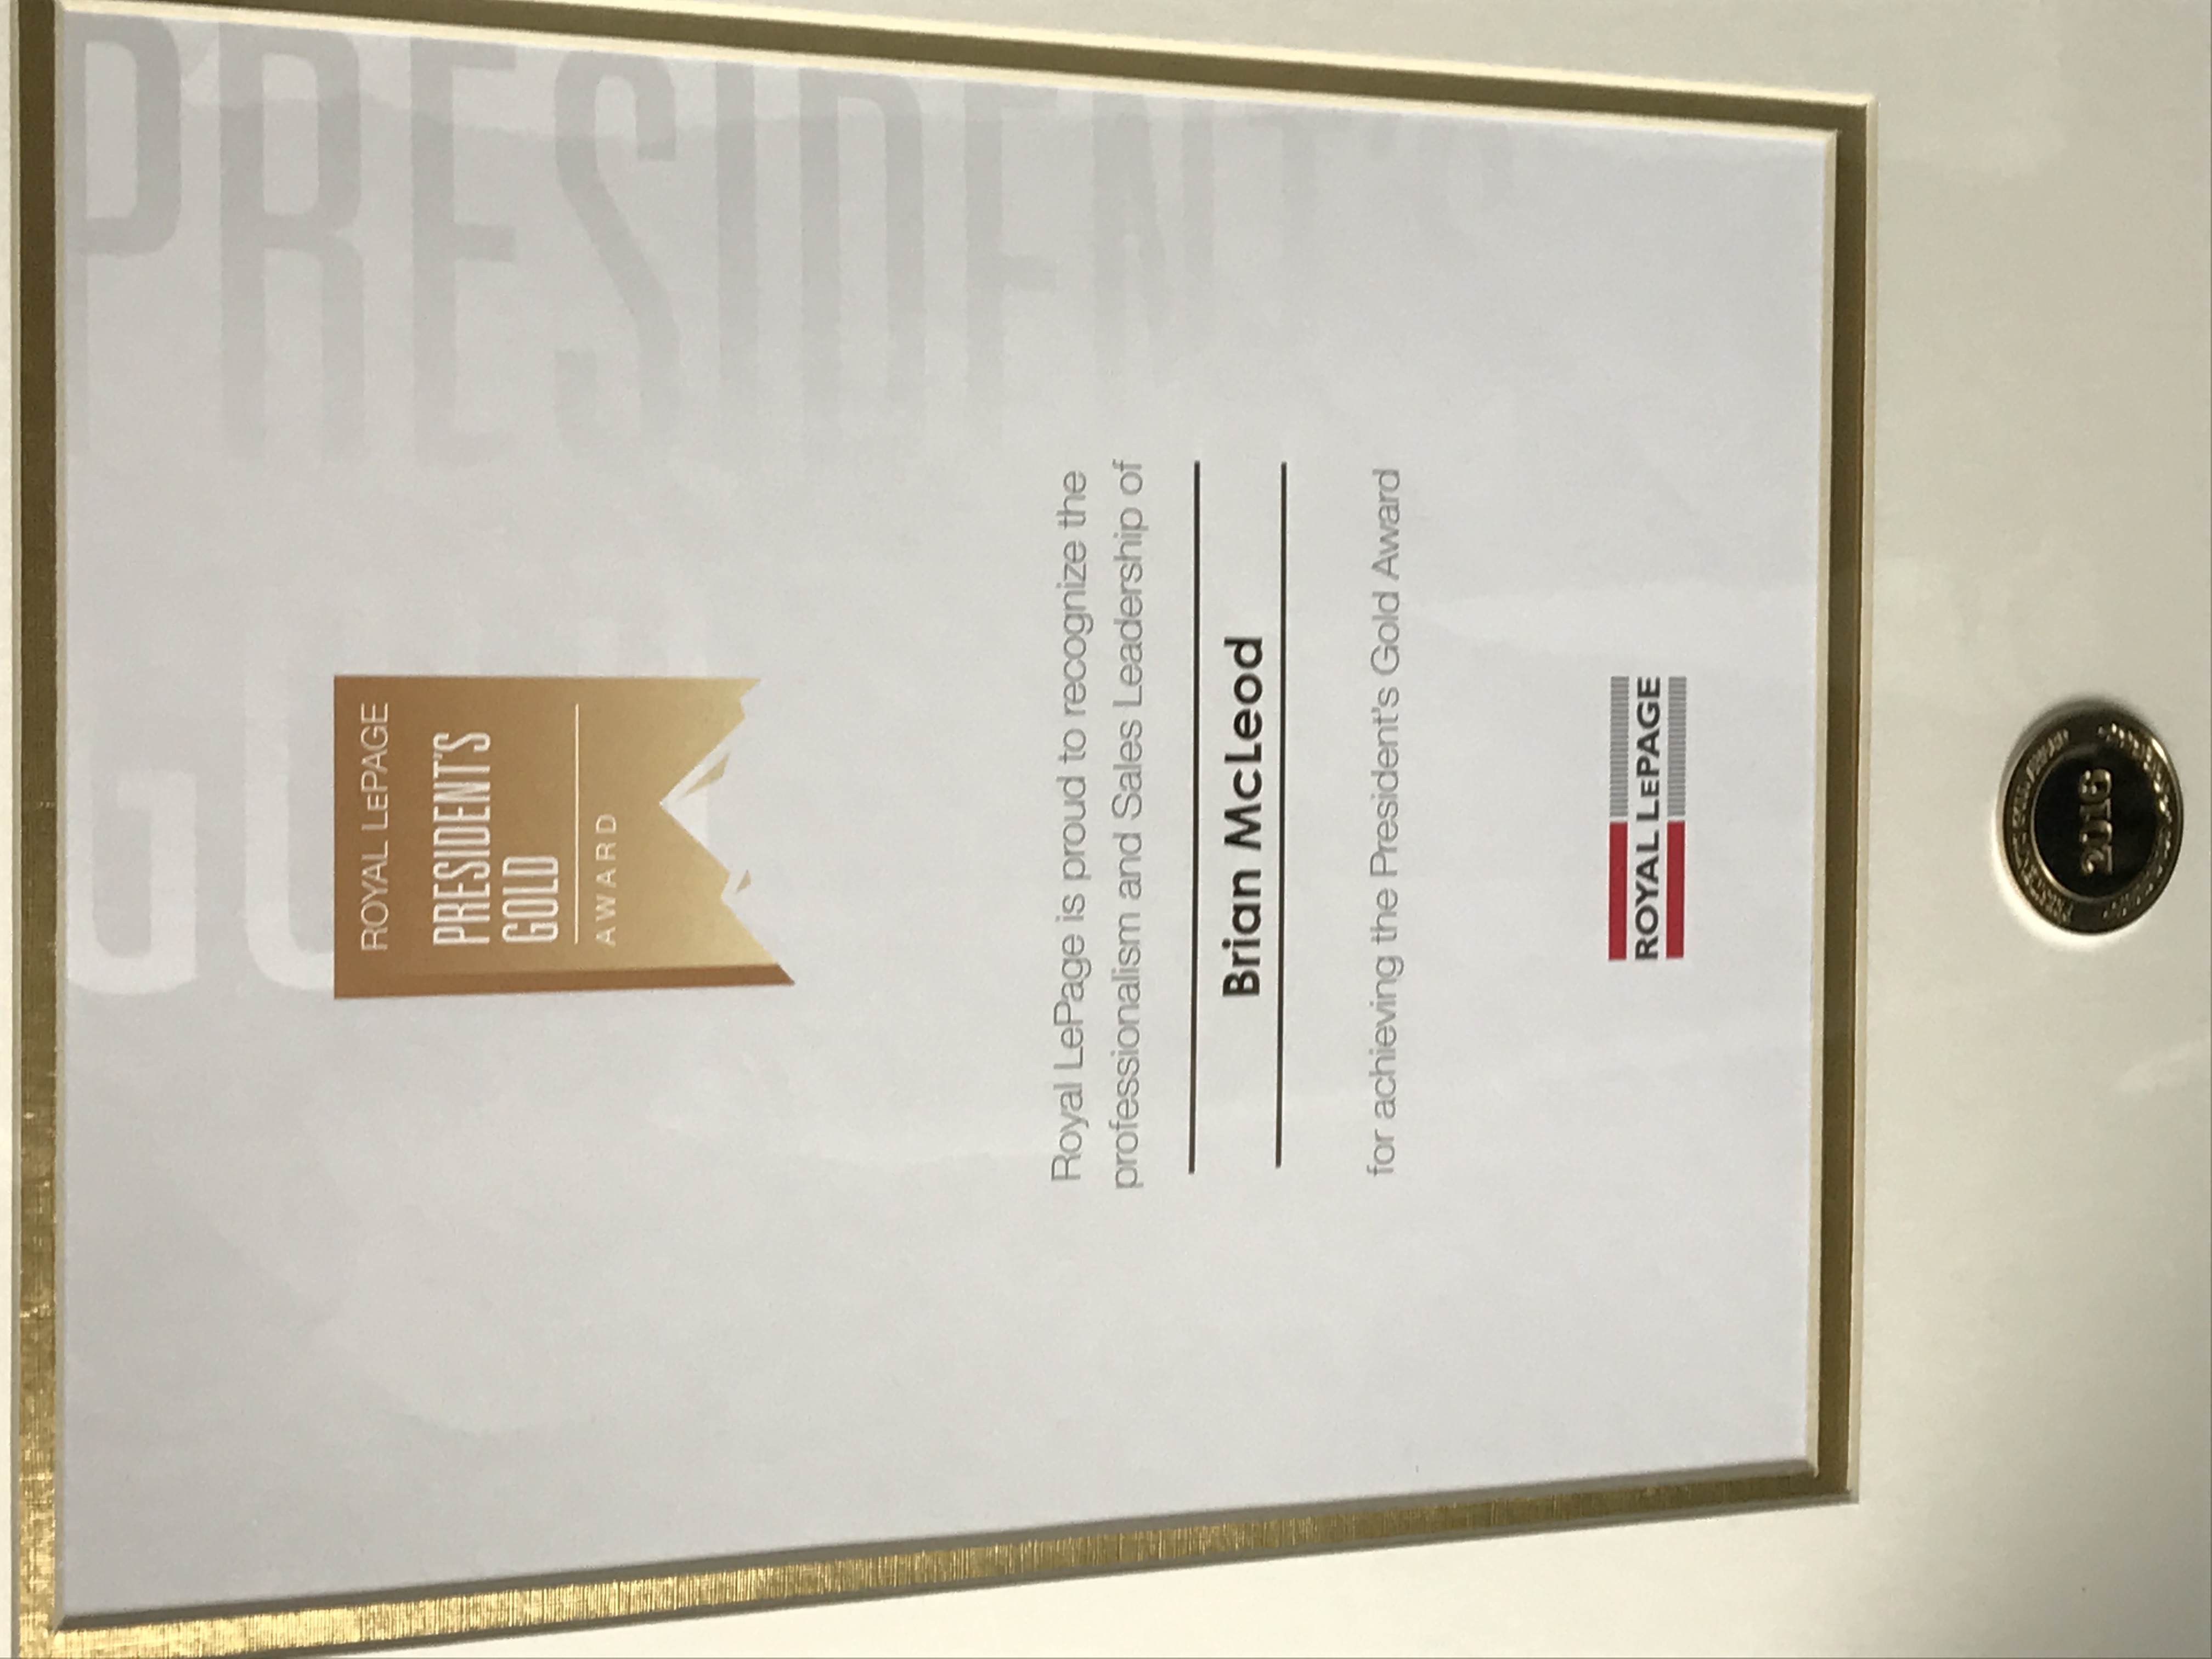 PRESIDENT'S
GOLD
ROYAL LEPAGE
PRESIDENT'S
GOLD
AWARD
Royal LePage is proud to recognize the
professionalism and Sales Leadership of
Brian McLeod
for achieving the President's Gold Award
ROYAL LEPAGE
2016